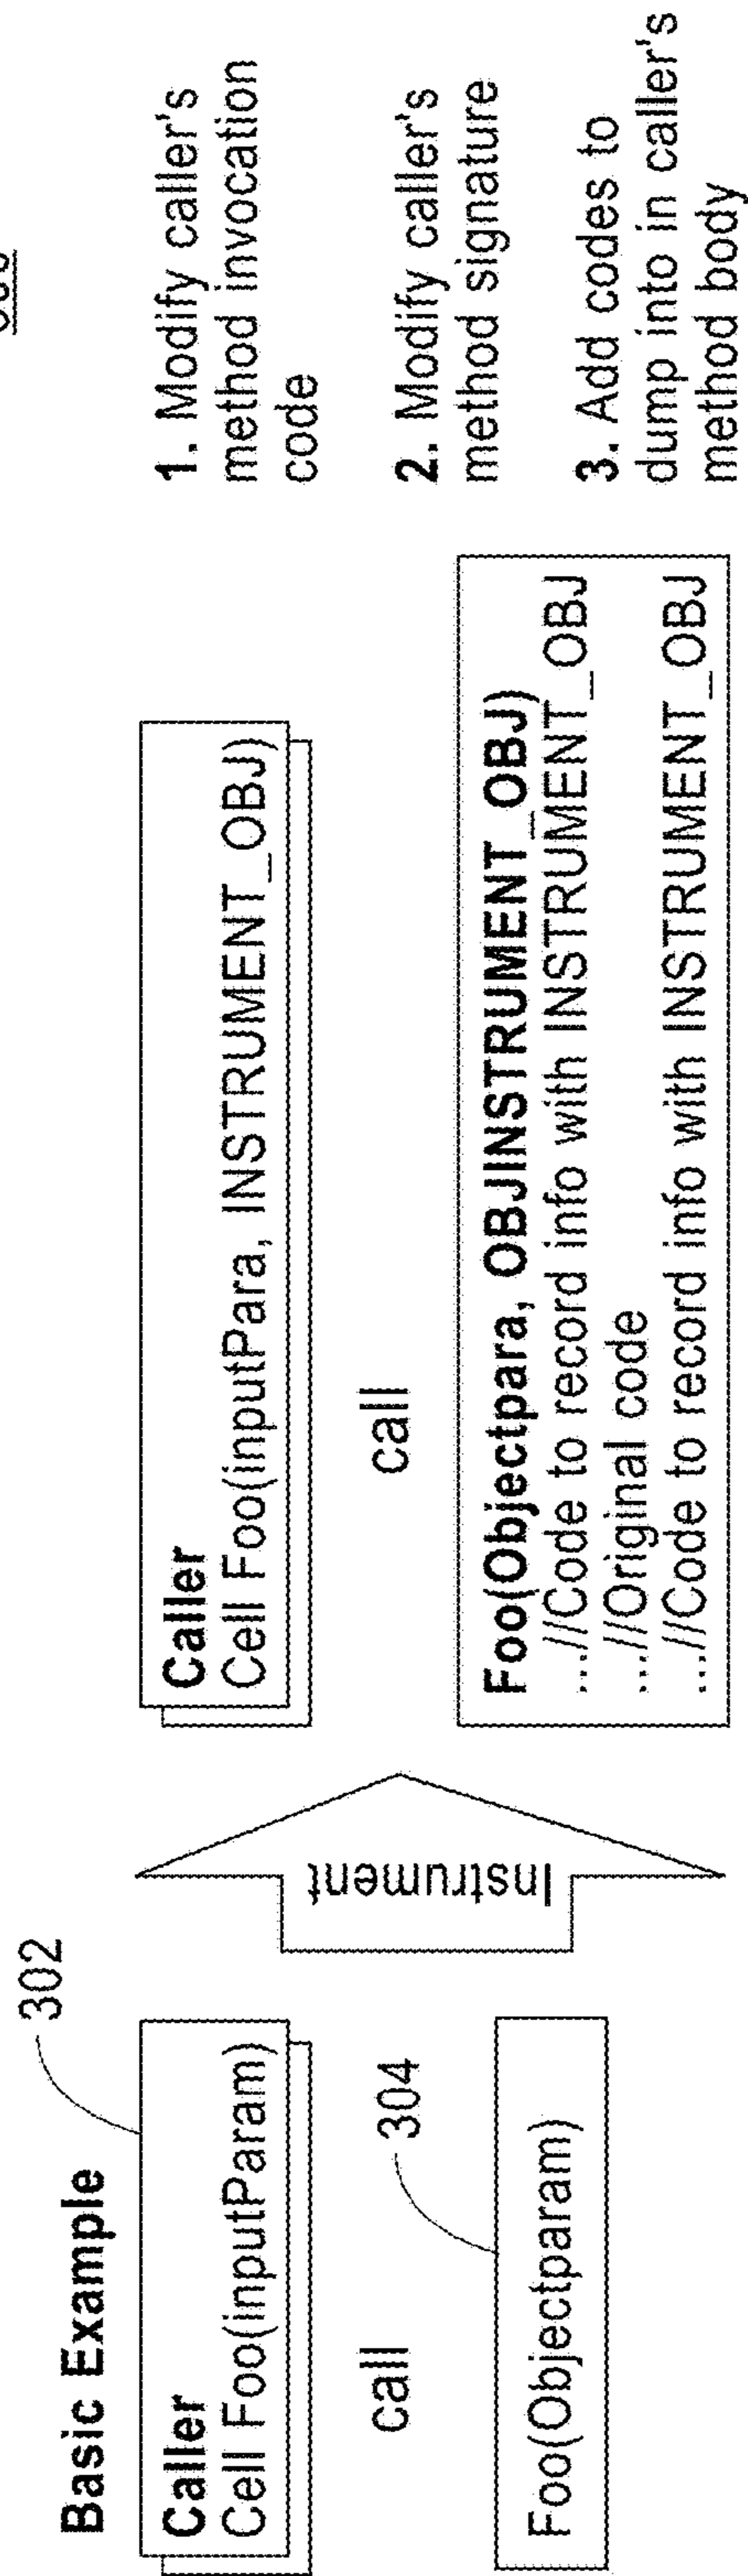 Basic Example
302
Caller
Cell Foo(inputParam)
call
304
Foo(Objectparam)
Instrument
Caller
Cell Foo(inputPara, INSTRUMENT_OBJ)
call
Foo(Objectpara, OBJINSTRUMENT_OBJ)
...//Code to record info with INSTRUMENT_OBJ
...//Original code
...//Code to record info with INSTRUMENT_OBJ
1. Modify caller's
method invocation
code
2. Modify caller's
method signature
3. Add codes to
dump into in caller's
method body